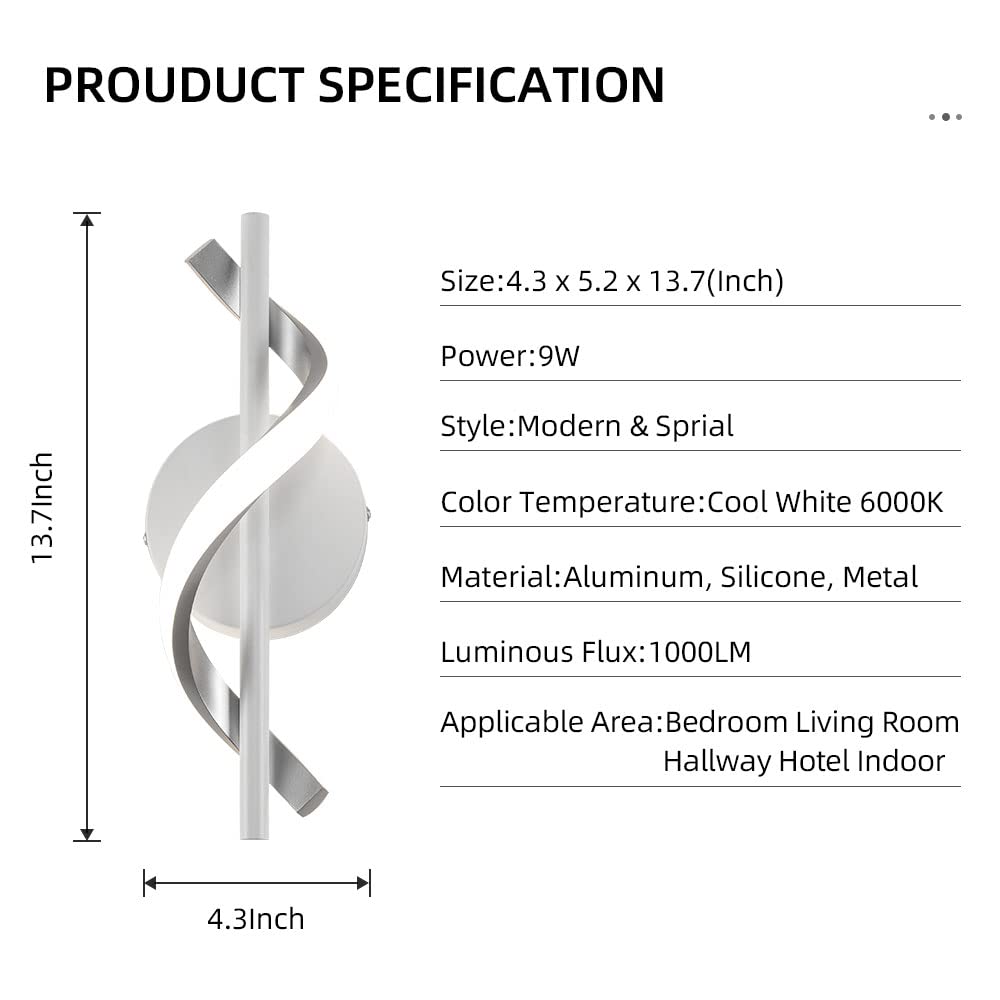 PROUDUCT SPECIFICATION
13.7Inch
4.3Inch
Size:4.3 x 5.2 x 13.7(Inch)
Power:9W
Style:Modern & Sprial
Color Temperature:Cool White 6000K
Material:Aluminum, Silicone, Metal
Luminous Flux:1000LM
Applicable Area:Bedroom Living Room
Hallway Hotel Indoor